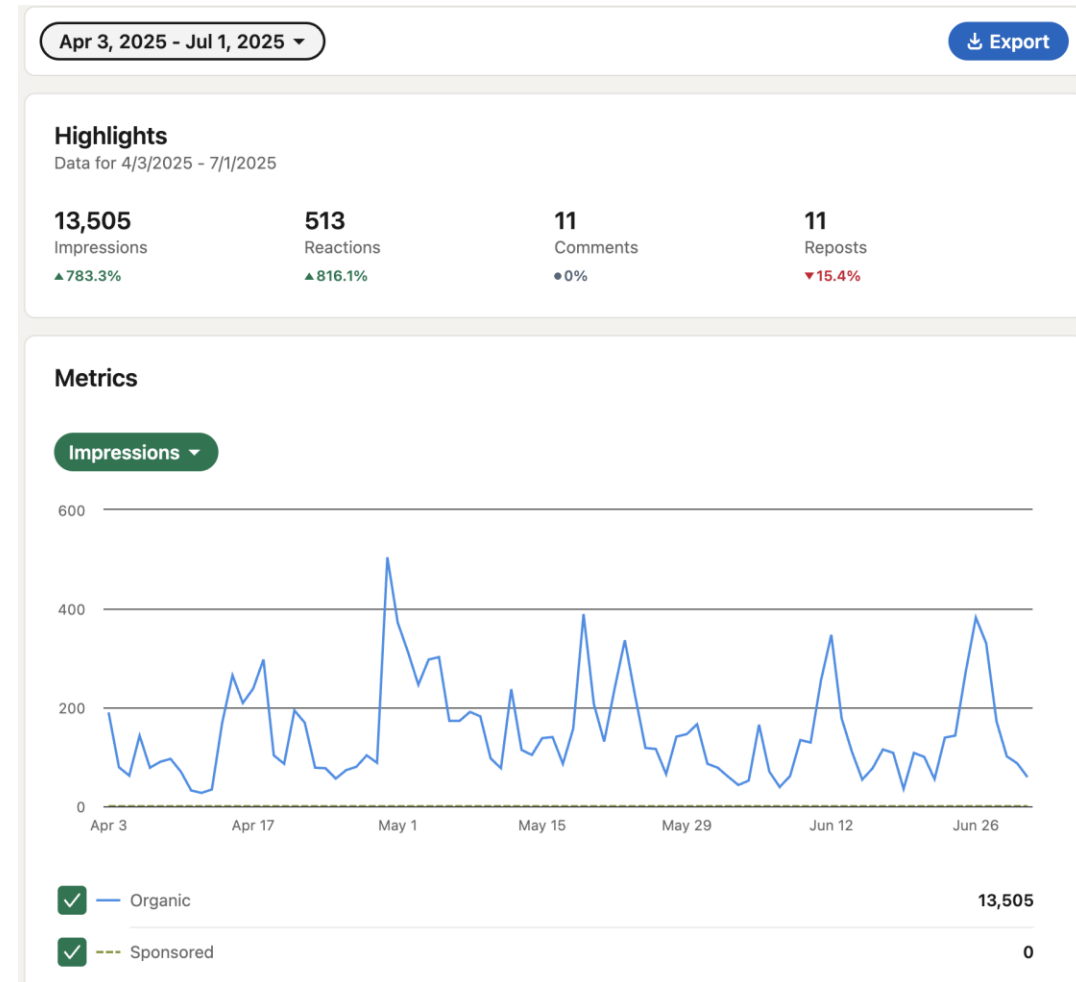 Apr 3, 2025 - Jul 1, 2025
Export
Highlights
Data for 4/3/2025 - 7/1/2025
13,505 513 11 11
Impressions Reactions Comments Reposts
▲783.3% ▲816.1% ●0% ▼15.4%
Metrics
Impressions
600
400
200
0
Apr 3 Apr 17 May 1 May 15 May 29 Jun 12 Jun 26
Organic 13,505
Sponsored 0